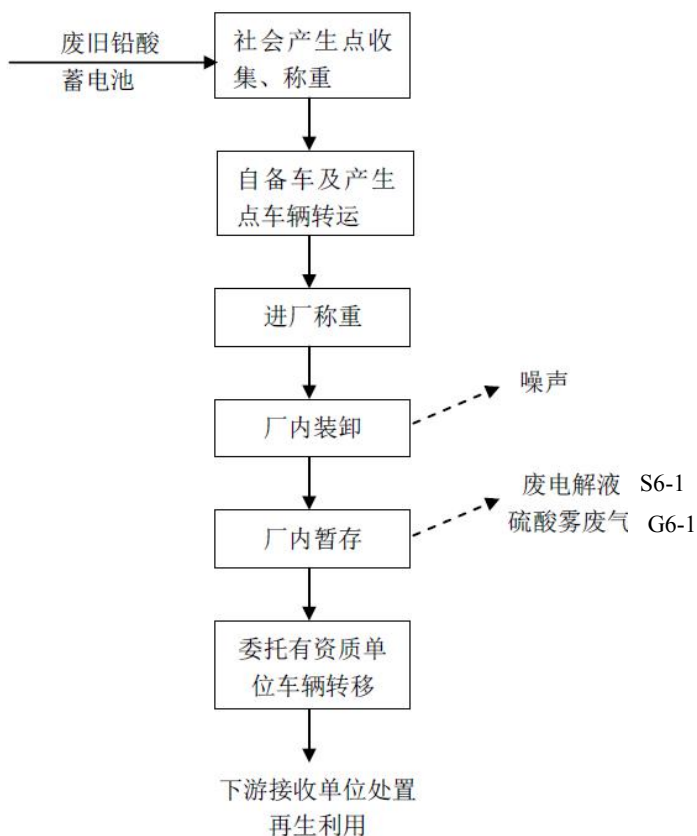 废旧铅酸
蓄电池
社会产生点收
集、称重
自备车及产生
点车辆转运
进厂称重
噪声
厂内装卸
废电解液 S6-1
硫酸雾废气 G6-1
厂内暂存
委托有资质单
位车辆转移
下游接收单位处置
再生利用